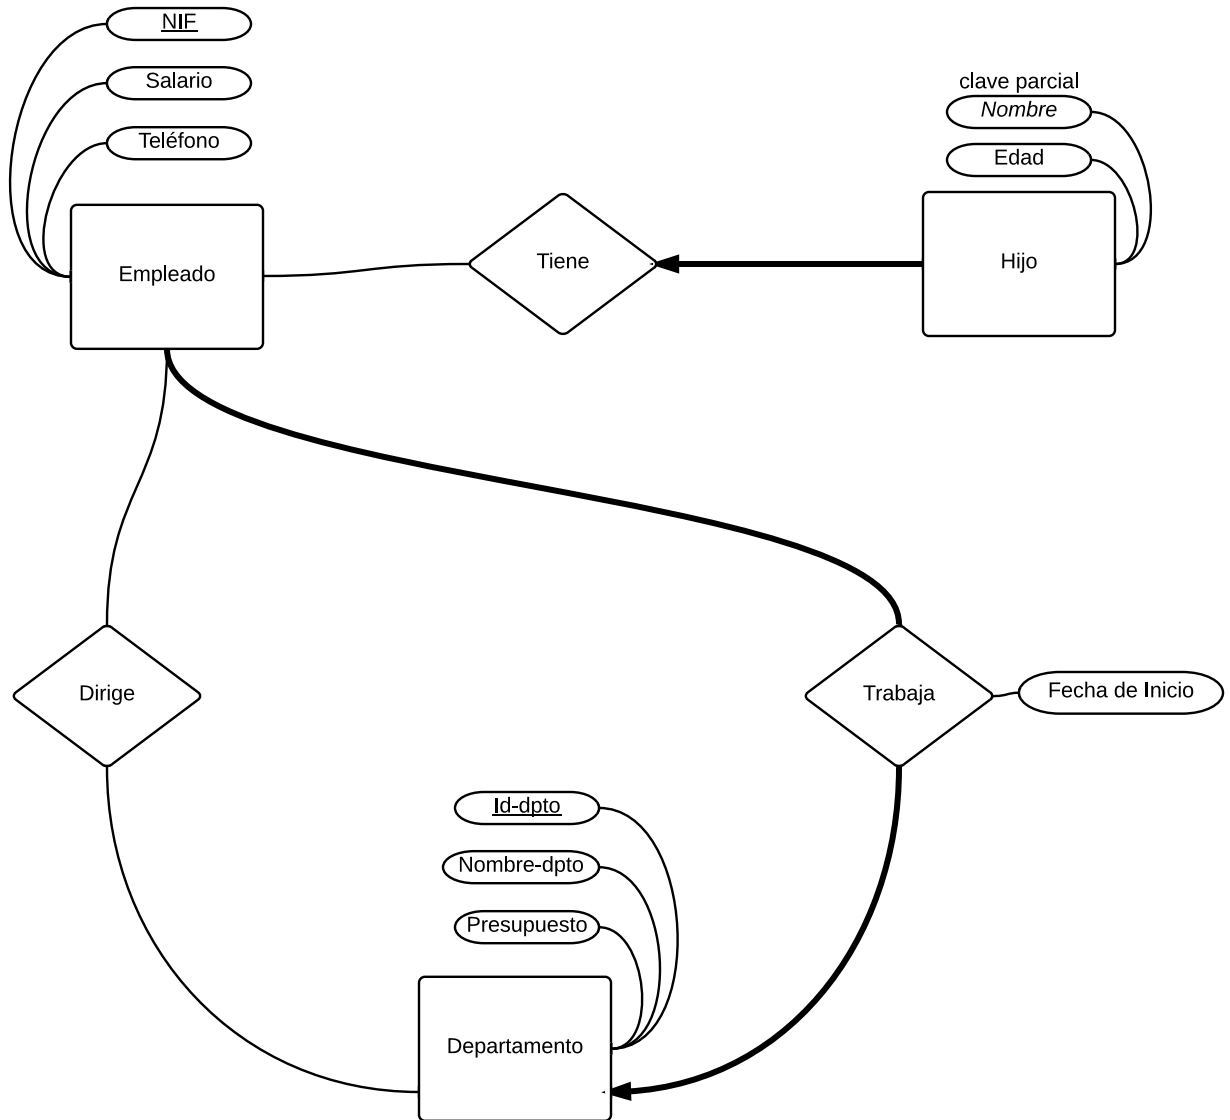 NIF
Salario
Teléfono
clave parcial
Nombre
Edad
Empleado
Tiene
Hijo
Dirige
Trabaja
Fecha de Inicio
Id-dpto
Nombre-dpto
Presupuesto
Departamento